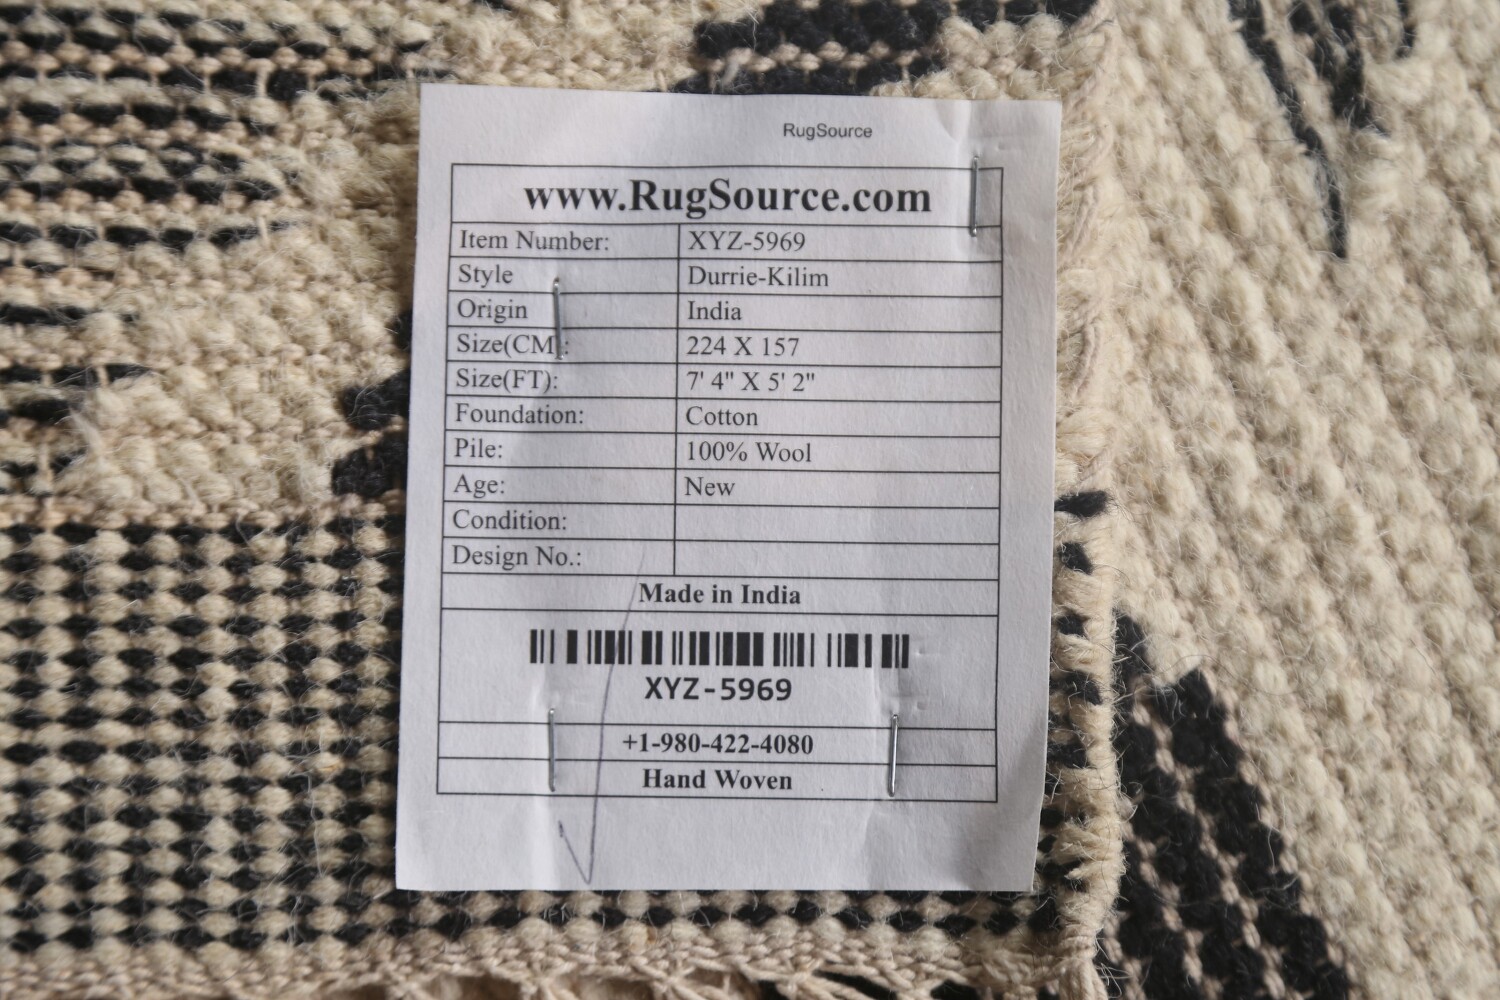 RugSource
www.RugSource.com
Item Number: XYZ-5969
Style Durrie-Kilim
Origin India
Size(CM): 224 X 157
Size(FT): 7' 4" X 5' 2"
Foundation: Cotton
Pile: 100% Wool
Age: New
Condition:
Design No.:
Made in India
XYZ-5969
+1-980-422-4080
Hand Woven